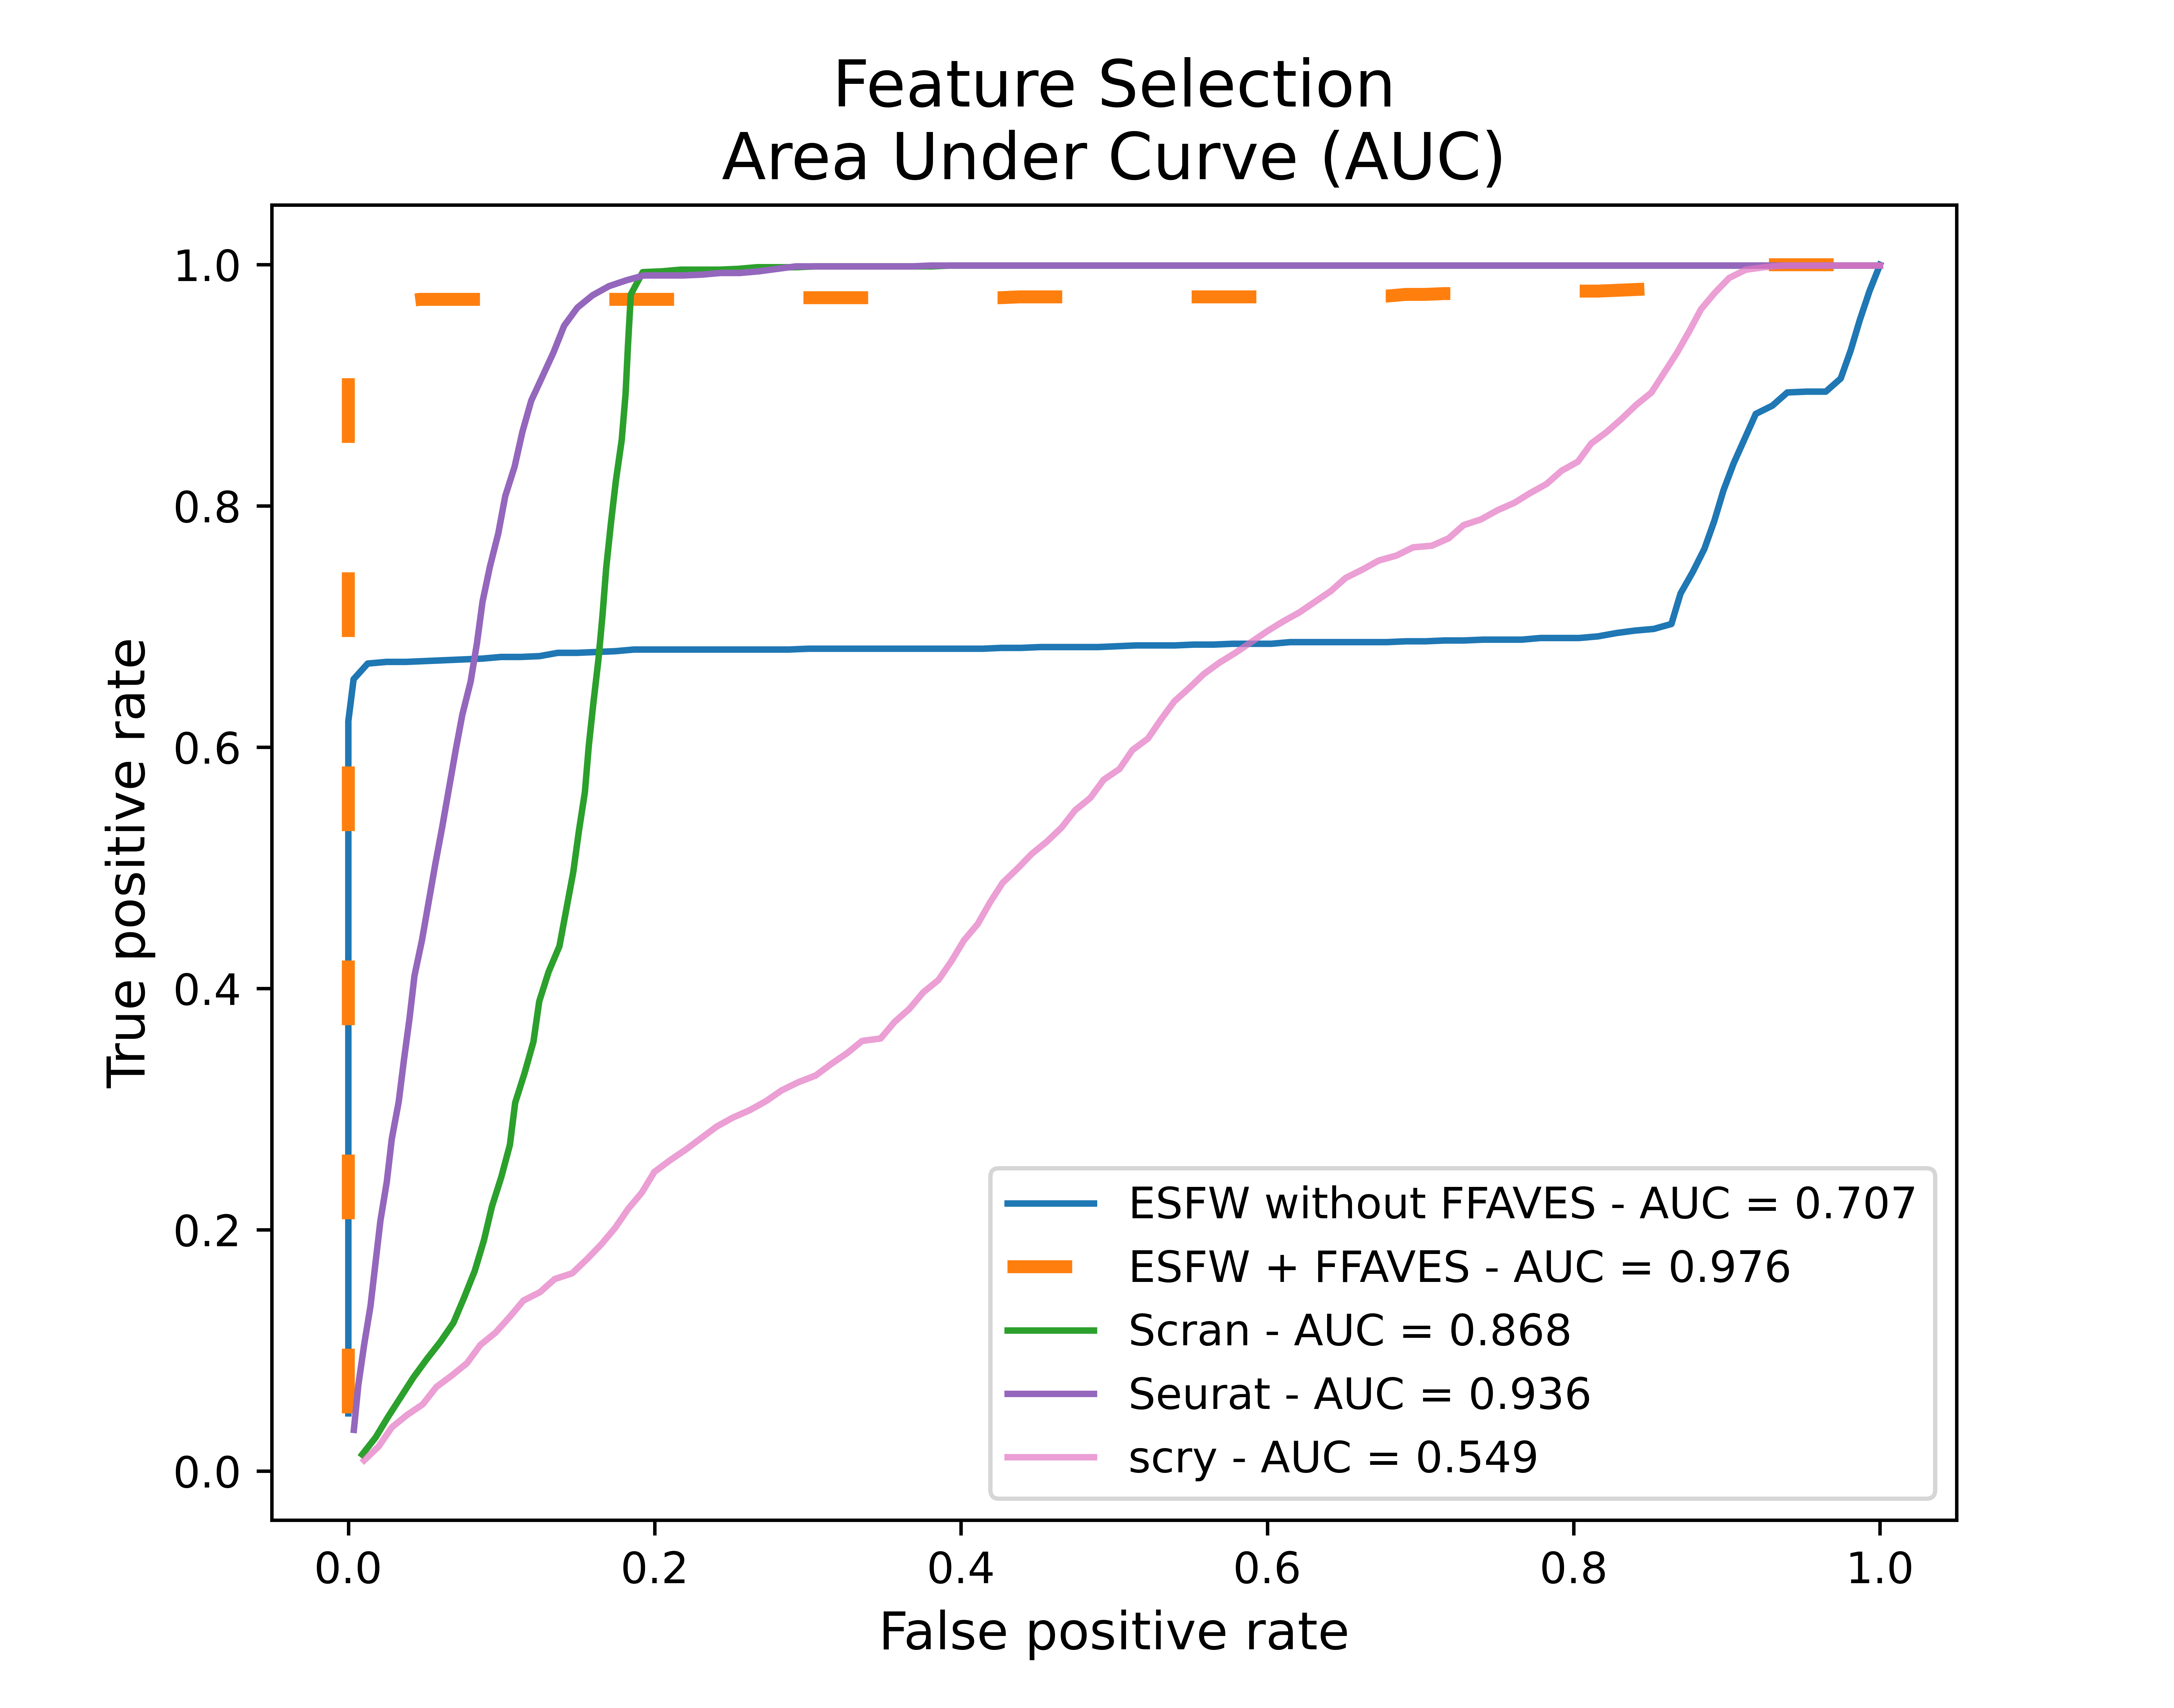 Feature Selection
Area Under Curve (AUC)
True positive rate
1.0
0.8
0.6
0.4
0.2
0.0
ESFW without FFAVES - AUC = 0.707
ESFW + FFAVES - AUC = 0.976
Scran - AUC = 0.868
Seurat - AUC = 0.936
scry - AUC = 0.549
0.0 0.2 0.4 0.6 0.8 1.0
False positive rate